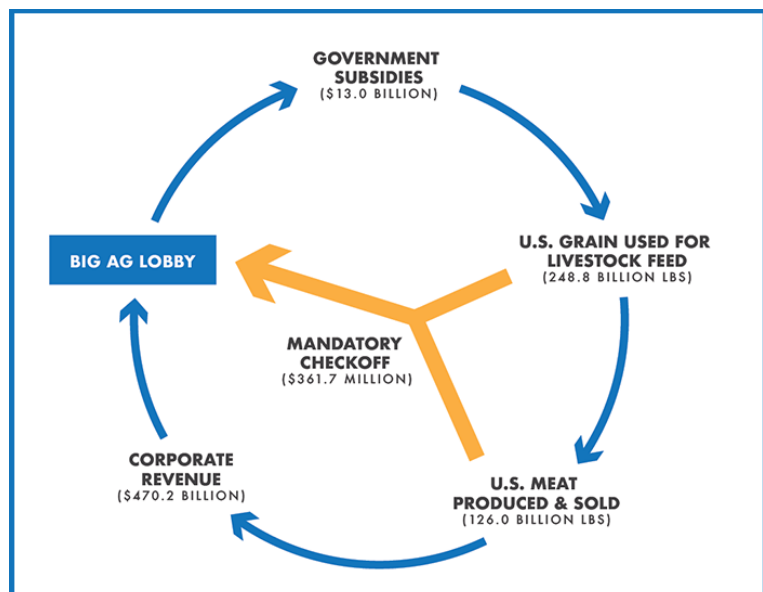 GOVERNMENT
SUBSIDIES
($13.0 BILLION)
U.S. GRAIN USED FOR
LIVESTOCK FEED
(248.8 BILLION LBS)
BIG AG LOBBY
MANDATORY
CHECKOFF
($361.7 MILLION)
CORPORATE
REVENUE
($470.2 BILLION)
U.S. MEAT
PRODUCED & SOLD
(126.0 BILLION LBS)